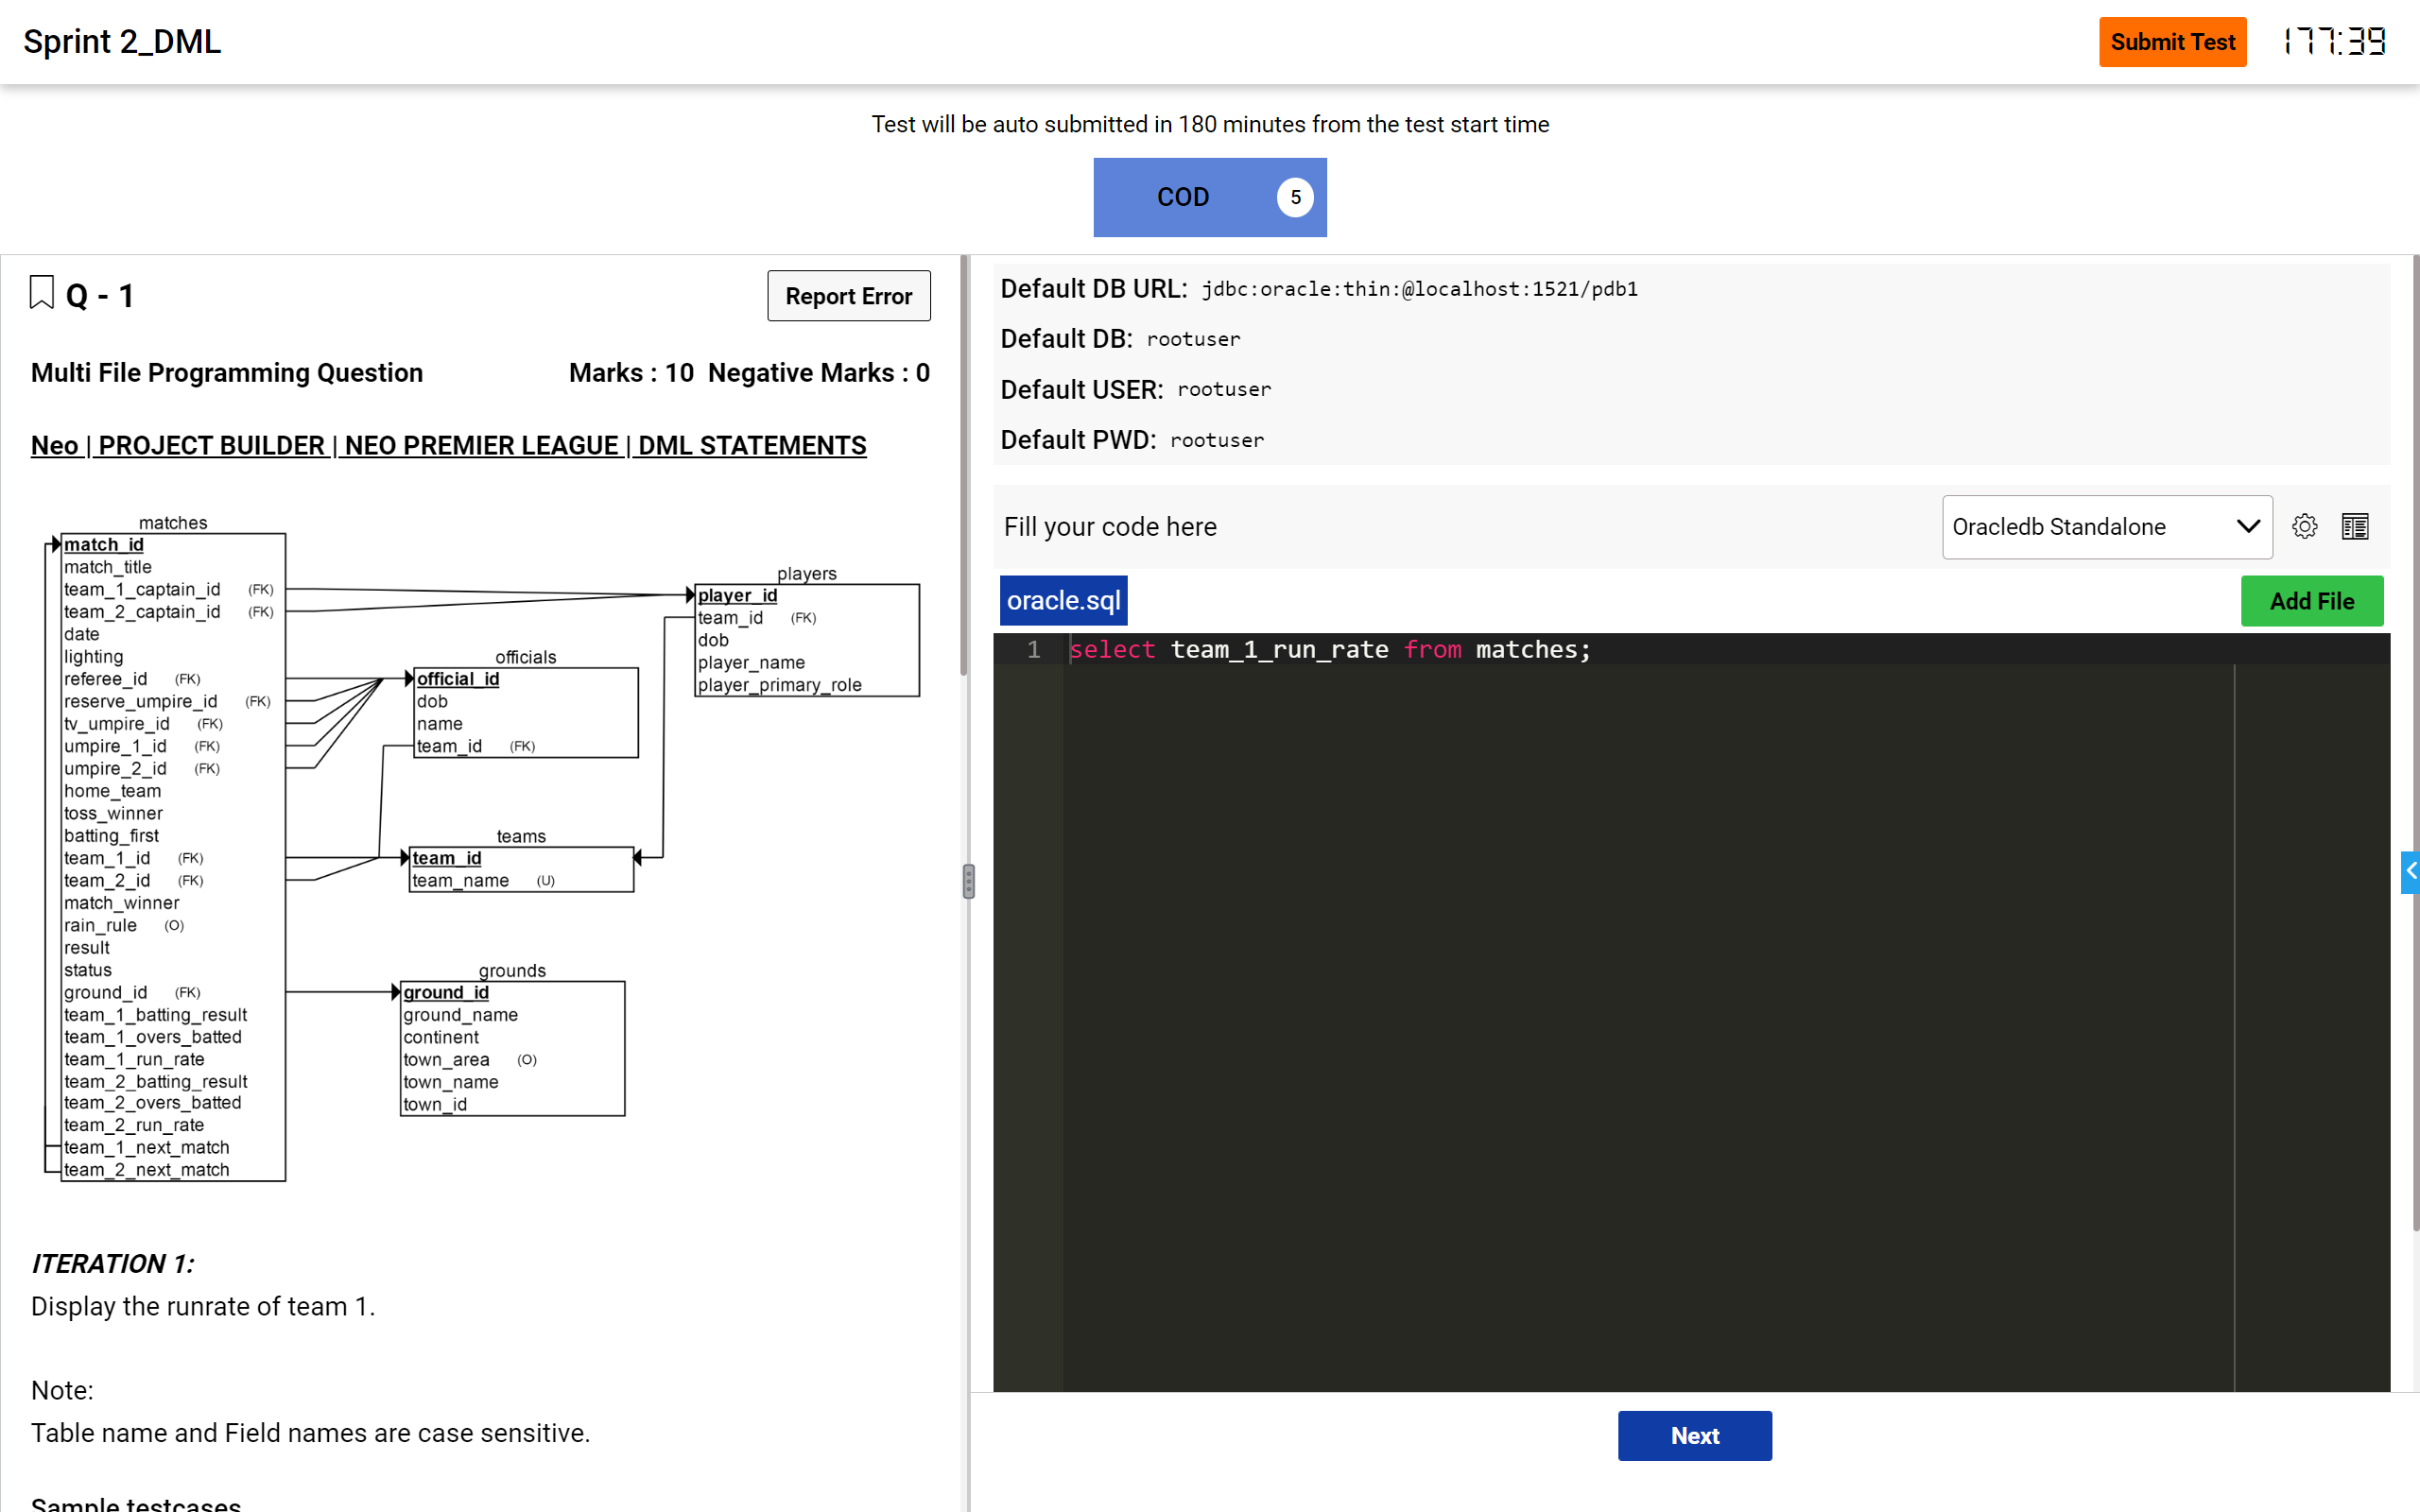 Sprint 2_DML
Submit Test
177:39
Test will be auto submitted in 180 minutes from the test start time
COD 5
Q - 1
Report Error
Multi File Programming Question
Marks : 10 Negative Marks : 0
Neo | PROJECT BUILDER | NEO PREMIER LEAGUE | DML STATEMENTS
matches
match_id
match_title
team_1_captain_id (FK)
team_2_captain_id (FK)
date
lighting
referee_id (FK)
reserve_umpire_id (FK)
tv_umpire_id (FK)
umpire_1_id (FK)
umpire_2_id (FK)
home_team
toss_winner
batting_first
team_1_id (FK)
team_2_id (FK)
match_winner
rain_rule (O)
result
status
ground_id (FK)
team_1_batting_result
team_1_overs_batted
team_1_run_rate
team_2_batting_result
team_2_overs_batted
team_2_run_rate
team_1_next_match
team_2_next_match
players
player_id
team_id (FK)
dob
player_name
player_primary_role
officials
official_id
dob
name
team_id (FK)
teams
team_id
team_name (U)
grounds
ground_id
ground_name
continent
town_area (O)
town_name
town_id
ITERATION 1:
Display the runrate of team 1.
Note:
Table name and Field names are case sensitive.
Sample testcases
Default DB URL: jdbc:oracle:thin:@localhost:1521/pdb1
Default DB: rootuser
Default USER: rootuser
Default PWD: rootuser
Fill your code here
Oracledb Standalone
oracle.sql
Add File
1 select team_1_run_rate from matches;
Next